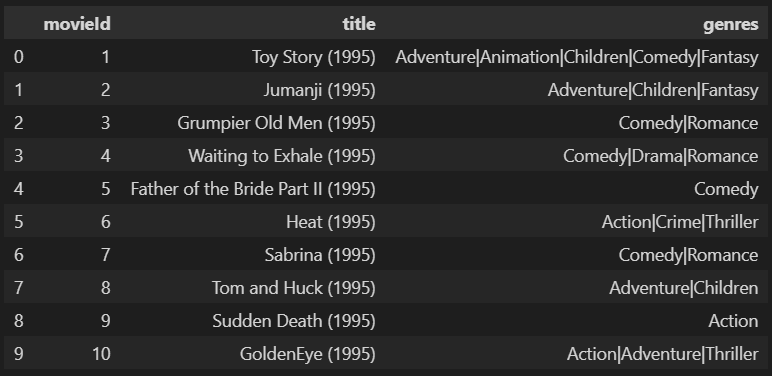 movieId title genres
0 1 Toy Story (1995) Adventure|Animation|Children|Comedy|Fantasy
1 2 Jumanji (1995) Adventure|Children|Fantasy
2 3 Grumpier Old Men (1995) Comedy|Romance
3 4 Waiting to Exhale (1995) Comedy|Drama|Romance
4 5 Father of the Bride Part II (1995) Comedy
5 6 Heat (1995) Action|Crime|Thriller
6 7 Sabrina (1995) Comedy|Romance
7 8 Tom and Huck (1995) Adventure|Children
8 9 Sudden Death (1995) Action
9 10 GoldenEye (1995) Action|Adventure|Thriller